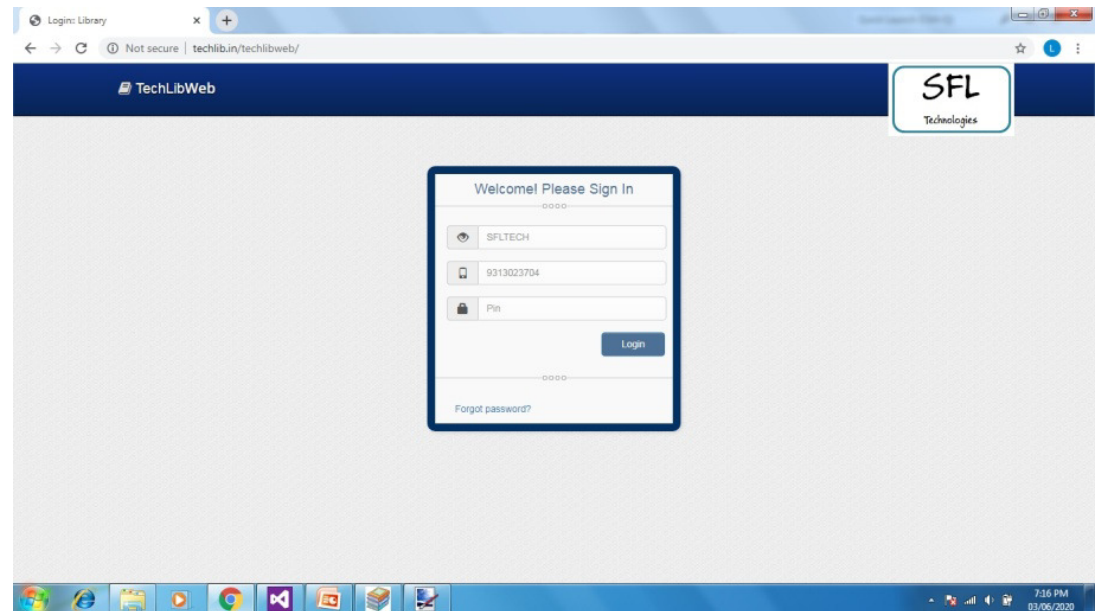 Login: Library
Not secure | techlib.in/techlibweb/
L
TechLibWeb
SFL
Technologies
Welcome! Please Sign In
SFLTECH
9313023704
Pin
Login
Forgot password?
7:16 PM
03/06/2020